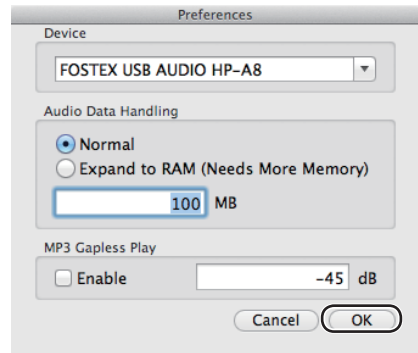 Preferences
Device
FOSTEX USB AUDIO HP-A8
Audio Data Handling
Normal
Expand to RAM (Needs More Memory)
100 MB
MP3 Gapless Play
Enable -45 dB
Cancel OK